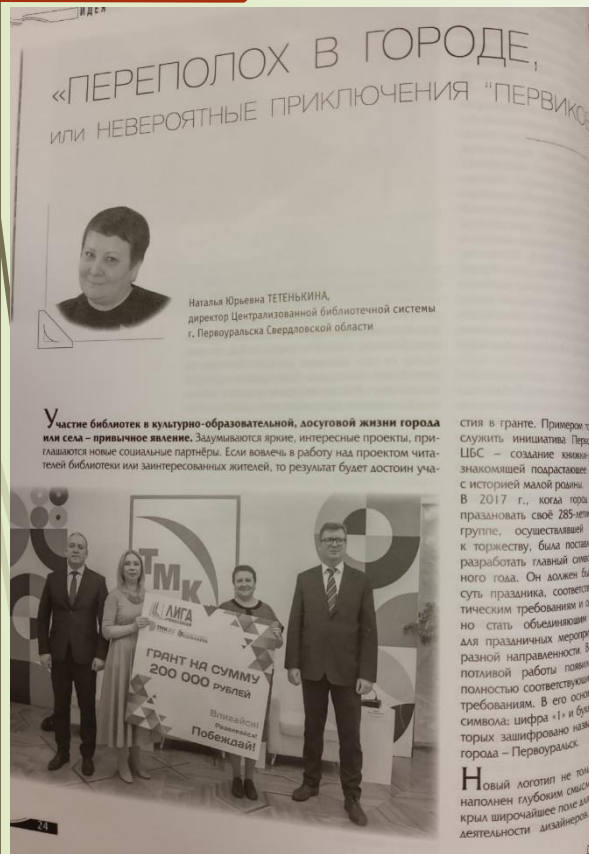 ИДЕЯ
«ПЕРЕПОЛОХ В ГОРОДЕ,
ИЛИ НЕВЕРОЯТНЫЕ ПРИКЛЮЧЕНИЯ "ПЕРВИКОВ
Наталья Юрьевна ТЕТЕНЬКИНА,
директор Централизованной библиотечной системы
г. Первоуральска Свердловской области
Участие библиотек в культурно-образовательной, досуговой жизни города
или села – привычное явление. Задумываются яркие, интересные проекты, при-
глашаются новые социальные партнёры. Если вовлечь в работу над проектом чита-
телей библиотеки или заинтересованных жителей, то результат будет достоин уча-
ТМК
ЛИГА
ГРАНТ НА СУММУ
200 000 РУБЛЕЙ
Вливайся!
Развивайся!
Побеждай!
24
стия в гранте. Примером
служить инициатива
ЦБС – создание
знакомящей подрастающее
с историей малой родины.
В 2017 г., когда город
праздновать своё
группе, осуществлявшей
к торжеству, была
разработать главный
ного года. Он должен
суть праздника,
тическим требованиям и
но стать объединяющим
для праздничных
разной направленности.
потливой работы
полностью
требованиям. В его
символа: цифра «1» и
торых зашифровано
города – Первоуральск.
Новый логотип не
наполнен глубоким
крыл широчайшее поле
деятельности дизайнеров